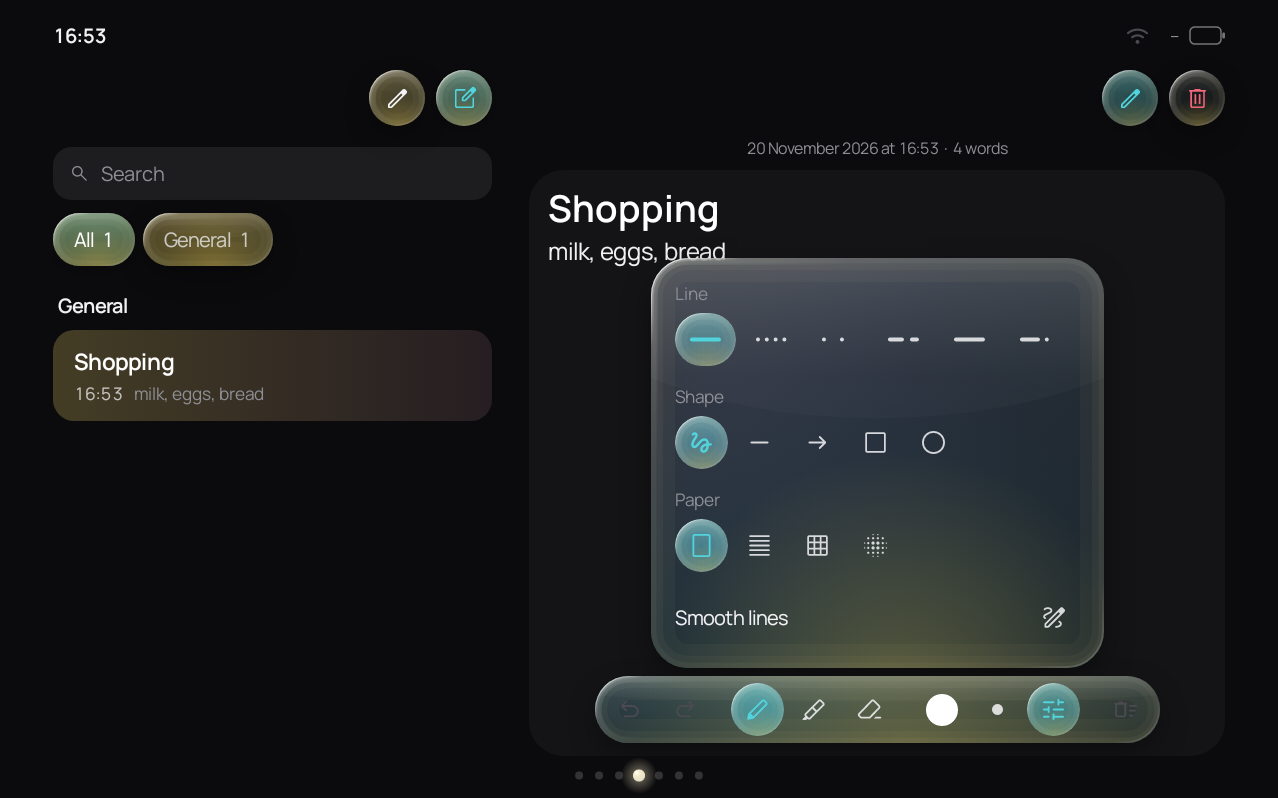 16:53
Search
All 1
General 1
General
Shopping
16:53 milk, eggs, bread
20 November 2026 at 16:53 · 4 words
Shopping
milk, eggs, bread
Line
Shape
Paper
Smooth lines